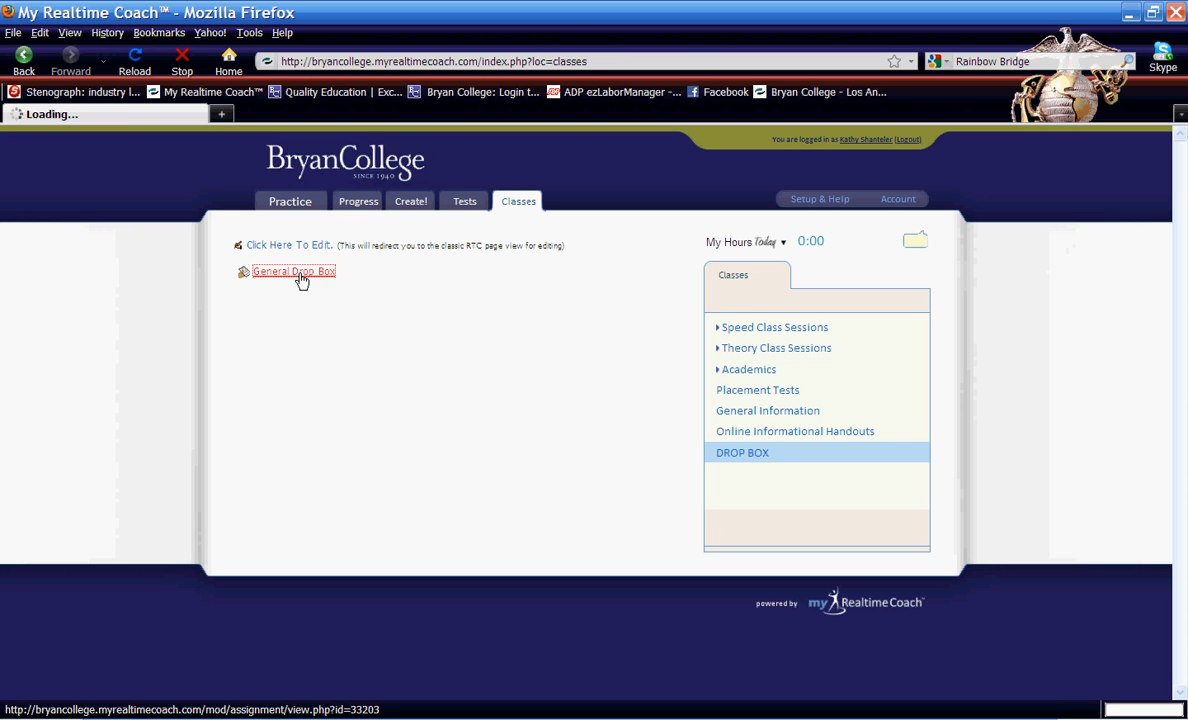 My Realtime Coach™ - Mozilla Firefox
File Edit View History Bookmarks Yahoo! Tools Help
Back Forward Reload Stop Home http://bryancollege.myrealtimecoach.com/index.php?loc=classes Rainbow Bridge Skype
Stenograph: industry l... My Realtime Coach™ Quality Education | Exc... Bryan College: Login t... ADP ezLaborManager -... Facebook Bryan College - Los An...
Loading...
You are logged in as Kathy Shanteler (Logout)
BryanCollege
SINCE 1940
Practice Progress Create! Tests Classes Setup & Help Account
Click Here To Edit. (This will redirect you to the classic RTC page view for editing)
My Hours Today 0:00
General Drop Box
Classes
Speed Class Sessions
Theory Class Sessions
Academics
Placement Tests
General Information
Online Informational Handouts
DROP BOX
powered by my Realtime Coach™
http://bryancollege.myrealtimecoach.com/mod/assignment/view.php?id=33203